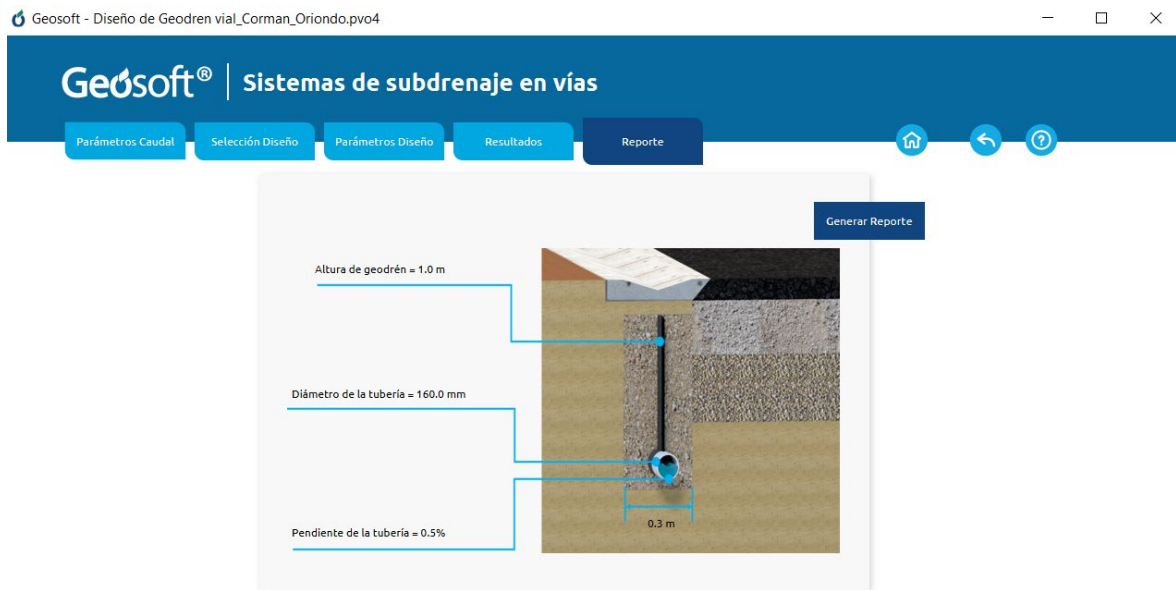 Geosoft - Diseño de Geodren vial_Corman_Oriondo.pvo4
Geosoft® | Sistemas de subdrenaje en vías
Parámetros Caudal
Selección Diseño
Parámetros Diseño
Resultados
Reporte
Generar Reporte
Altura de geodrén = 1.0 m
Diámetro de la tubería = 160.0 mm
0.3 m
Pendiente de la tubería = 0.5%